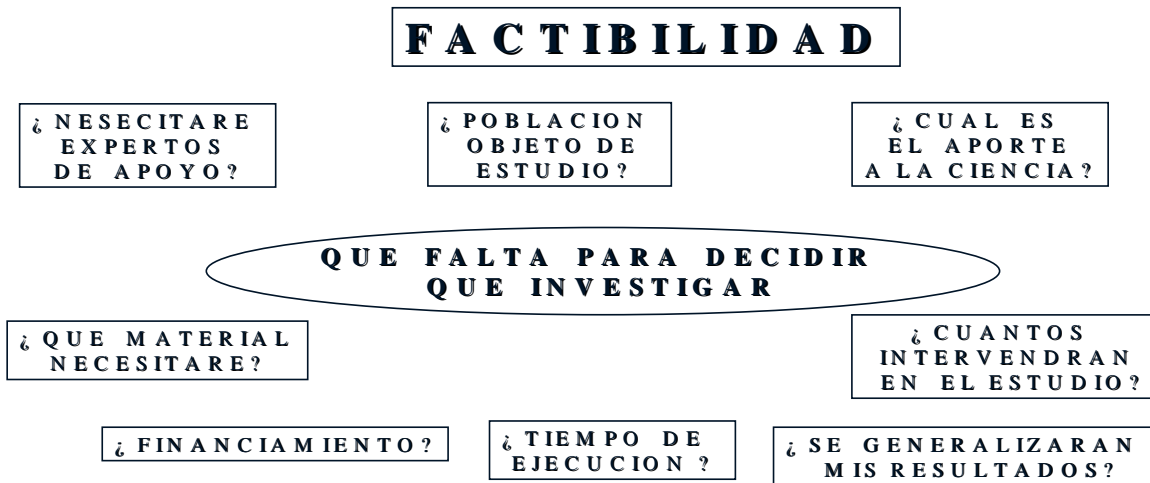 FACTIBILIDAD
¿ NESECITARE
EXPERTOS
DE APOYO?
¿ POBLACION
OBJETO DE
ESTUDIO?
¿ CUAL ES
EL APORTE
A LA CIENCIA?
QUE FALTA PARA DECIDIR
QUE INVESTIGAR
¿ QUE MATERIAL
NECESITARE?
¿ CUANTOS
INTERVENDRAN
EN EL ESTUDIO?
¿ FINANCIAMIENTO?
¿ TIEMPO DE
EJECUCION ?
¿ SE GENERALIZARAN
MIS RESULTADOS?